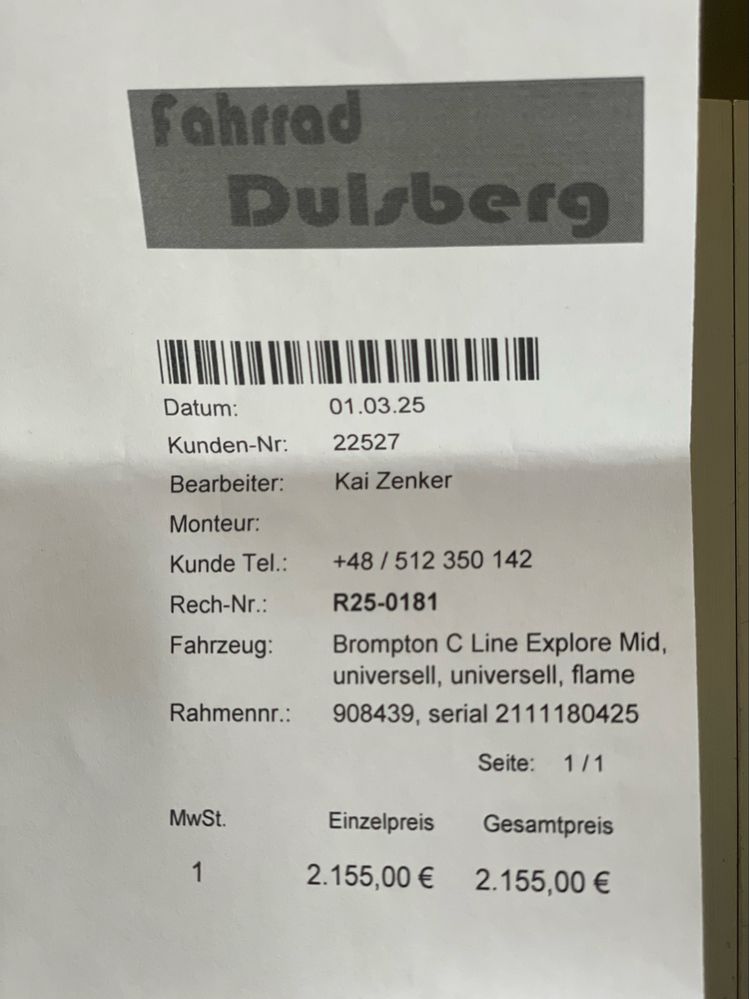 Fahrrad
Dulsberg
Datum: 01.03.25
Kunden-Nr: 22527
Bearbeiter: Kai Zenker
Monteur:
Kunde Tel.: +48 / 512 350 142
Rech-Nr.: R25-0181
Fahrzeug: Brompton C Line Explore Mid,
universell, universell, flame
Rahmennr.: 908439, serial 2111180425
Seite: 1 / 1
MwSt. Einzelpreis Gesamtpreis
1 2.155,00 € 2.155,00 €